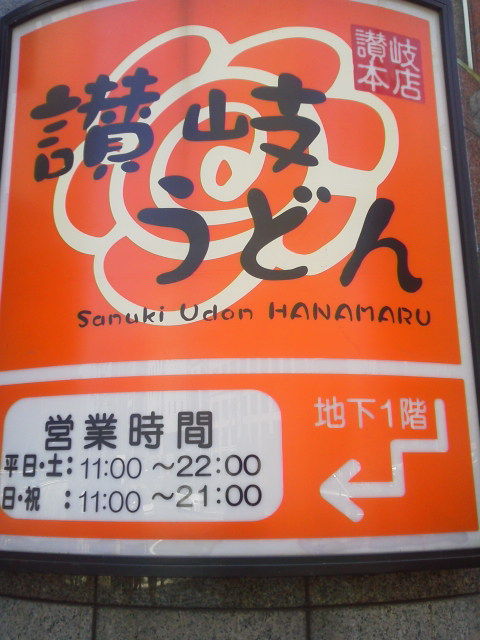 讃岐
本店
讃岐
うどん
Sanuki Udon HANAMARU
地下1階
営業時間
平日・土：11:00 ～22:00
日・祝 ：11:00 ～21:00